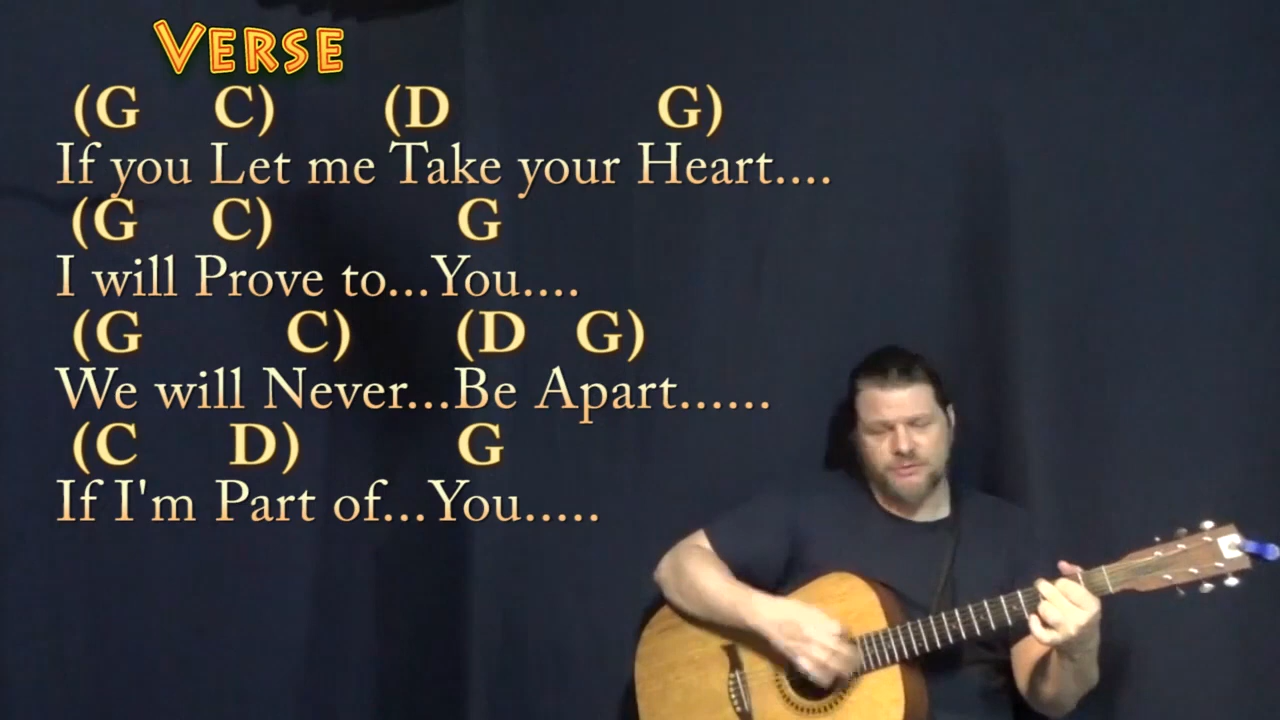 VERSE
(G C) (D G)
If you Let me Take your Heart....
(G C) G
I will Prove to...You....
(G C) (D G)
We will Never...Be Apart......
(C D) G
If I'm Part of...You.....